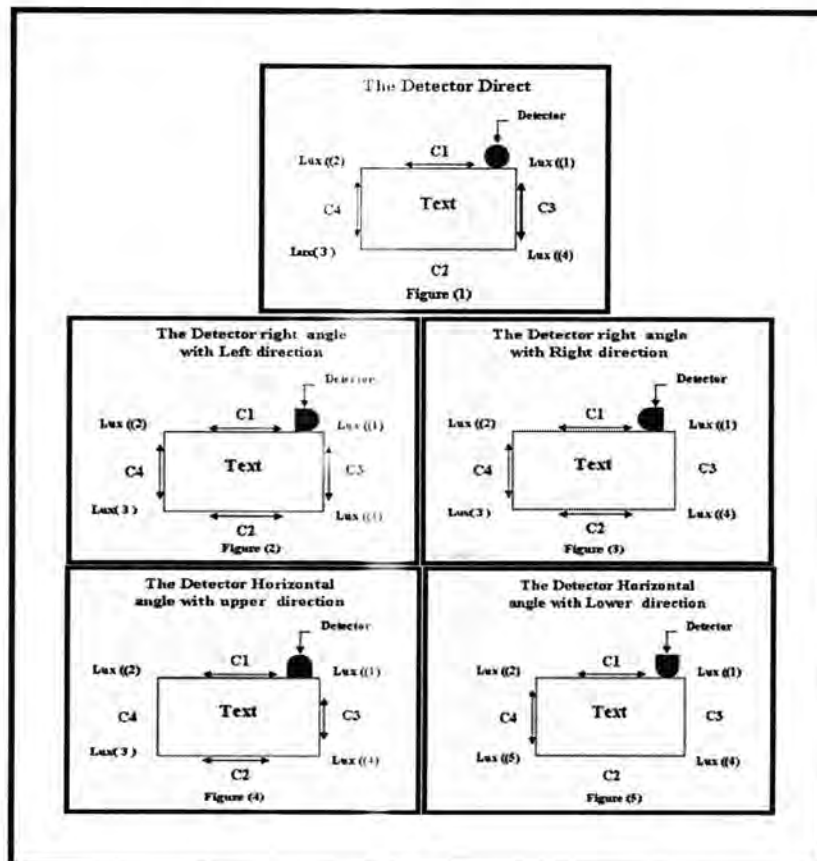 The Detector Direct
Detector
C1
Lux ((2)
Lux ((1)
C4
Text
C3
Lux( 3 )
Lux ((4)
C2
Figure (1)
The Detector right angle
with Left direction
Detector
C1
Lux ((2)
Lux ((1)
C4
Text
C3
Lux( 3 )
Lux ((4)
C2
Figure (2)
The Detector right angle
with Right direction
Detector
C1
Lux ((2)
Lux ((1)
C4
Text
C3
Lux( 3 )
Lux ((4)
C2
Figure (3)
The Detector Horizontal
angle with upper direction
Detector
C1
Lux ((2)
Lux ((1)
C4
Text
C3
Lux( 3 )
Lux ((4)
C2
Figure (4)
The Detector Horizontal
angle with Lower direction
Detector
C1
Lux ((2)
Lux ((1)
C4
Text
C3
Lux ((5)
Lux ((4)
C2
Figure (5)